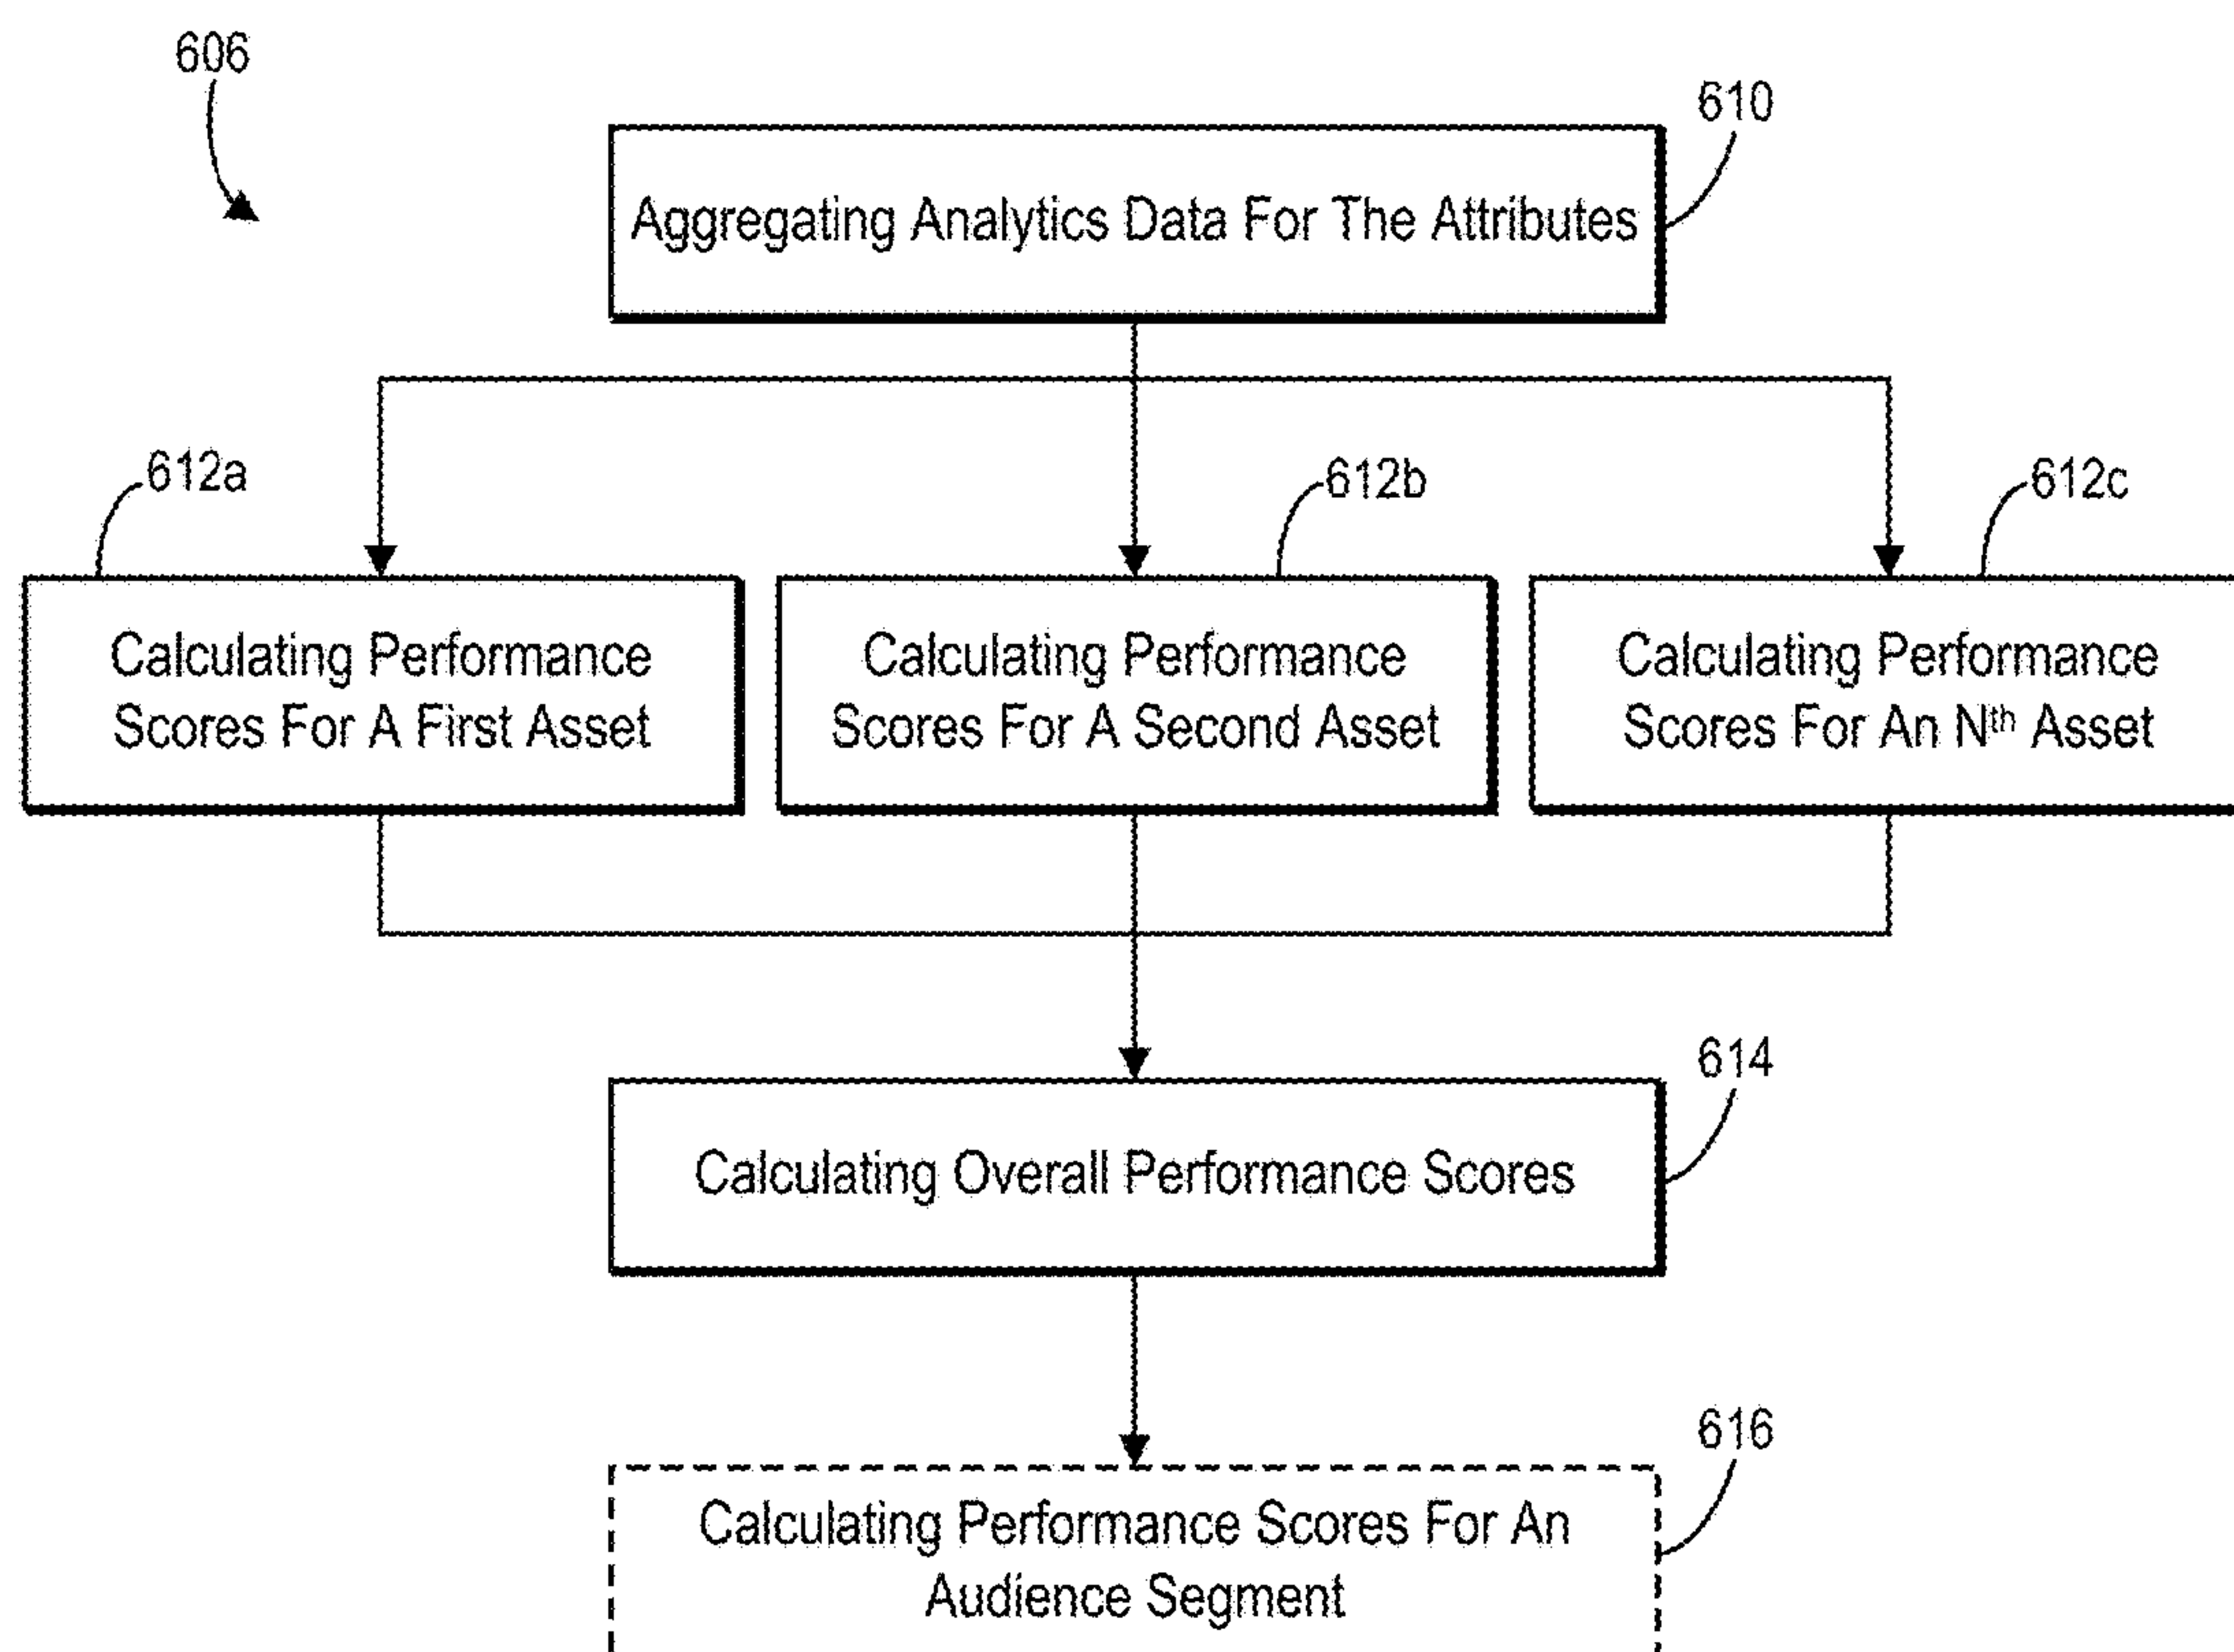 606
610
Aggregating Analytics Data For The Attributes
612a
612b
612c
Calculating Performance
Scores For A First Asset
Calculating Performance
Scores For A Second Asset
Calculating Performance
Scores For An Nth Asset
614
Calculating Overall Performance Scores
616
Calculating Performance Scores For An
Audience Segment